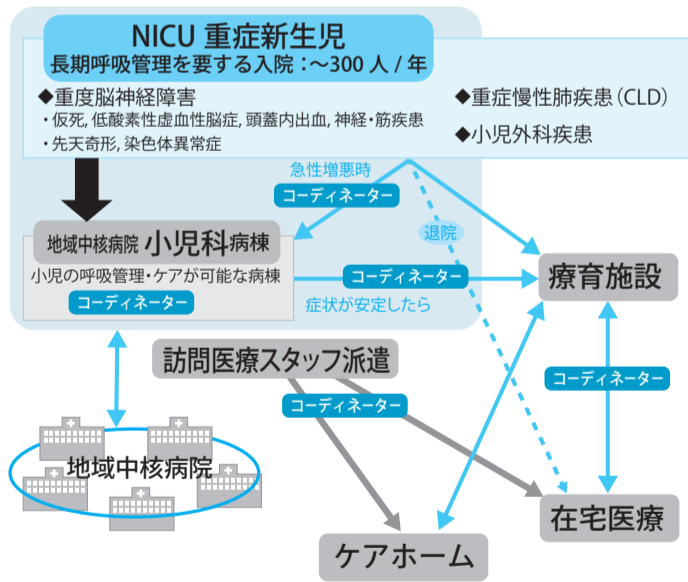 NICU 重症新生児
長期呼吸管理を要する入院:〜300 人 / 年
◆重度脳神経障害
・仮死, 低酸素性虚血性脳症, 頭蓋内出血, 神経・筋疾患
・先天奇形, 染色体異常症
◆重症慢性肺疾患(CLD)
◆小児外科疾患
急性増悪時
コーディネーター
退院
地域中核病院 小児科病棟
小児の呼吸管理・ケアが可能な病棟
コーディネーター
コーディネーター
症状が安定したら
療育施設
訪問医療スタッフ派遣
コーディネーター
コーディネーター
地域中核病院
在宅医療
ケアホーム